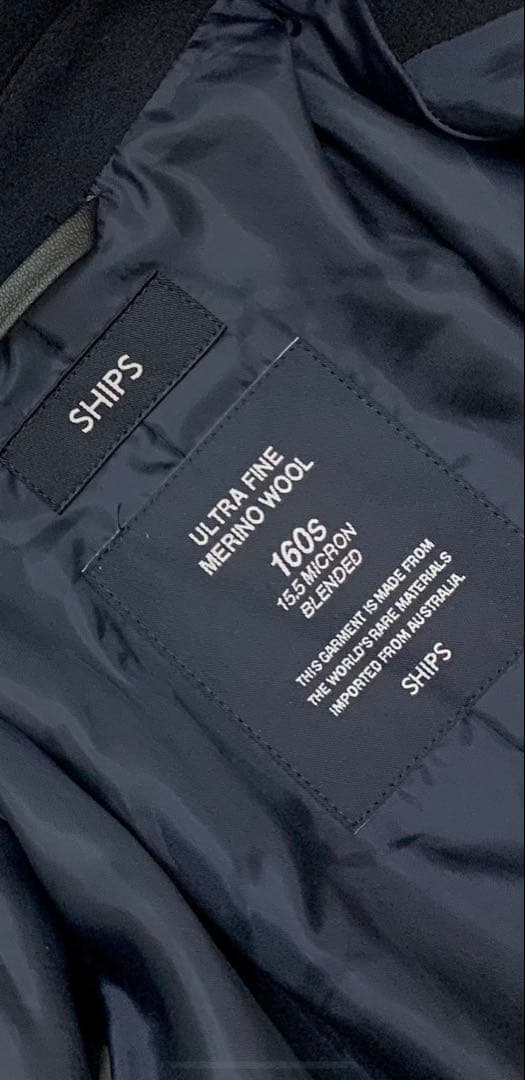 SHIPS
ULTRA FINE
MERINO WOOL
160s
15.5 MICRON
BLENDED
THIS GARMENT IS MADE FROM
THE WORLD'S RARE MATERIALS
IMPORTED FROM AUSTRALIA.
SHIPS